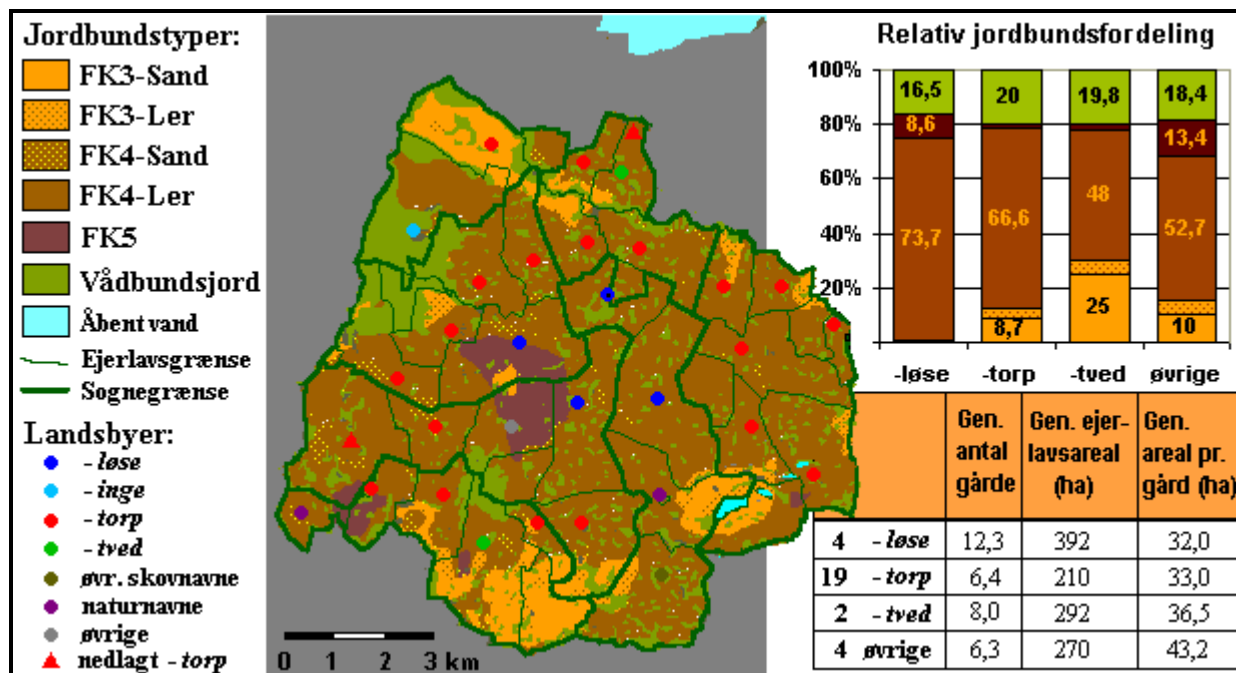 Jordbundstyper:
FK3-Sand
FK3-Ler
FK4-Sand
FK4-Ler
FK5
Vådbundsjord
Åbent vand
Ejerlavsgrænse
Sognegrænse
Landsbyer:
-løse
-inge
-torp
-tved
øvr. skovnavne
naturnavne
øvrige
nedlagt -torp
0 1 2 3 km
Relativ jordbundsfordeling
100%
80%
60%
40%
20%
16,5 20 19,8 18,4
8,6 13,4
73,7 66,6 48 52,7
8,7 25 10
-løse -torp -tved øvrige
Gen. antal gårde
Gen. ejer-
lavsareal
(ha)
Gen.
areal pr.
gård (ha)
4 -løse 12,3 392 32,0
19 -torp 6,4 210 33,0
2 -tved 8,0 292 36,5
4 øvrige 6,3 270 43,2